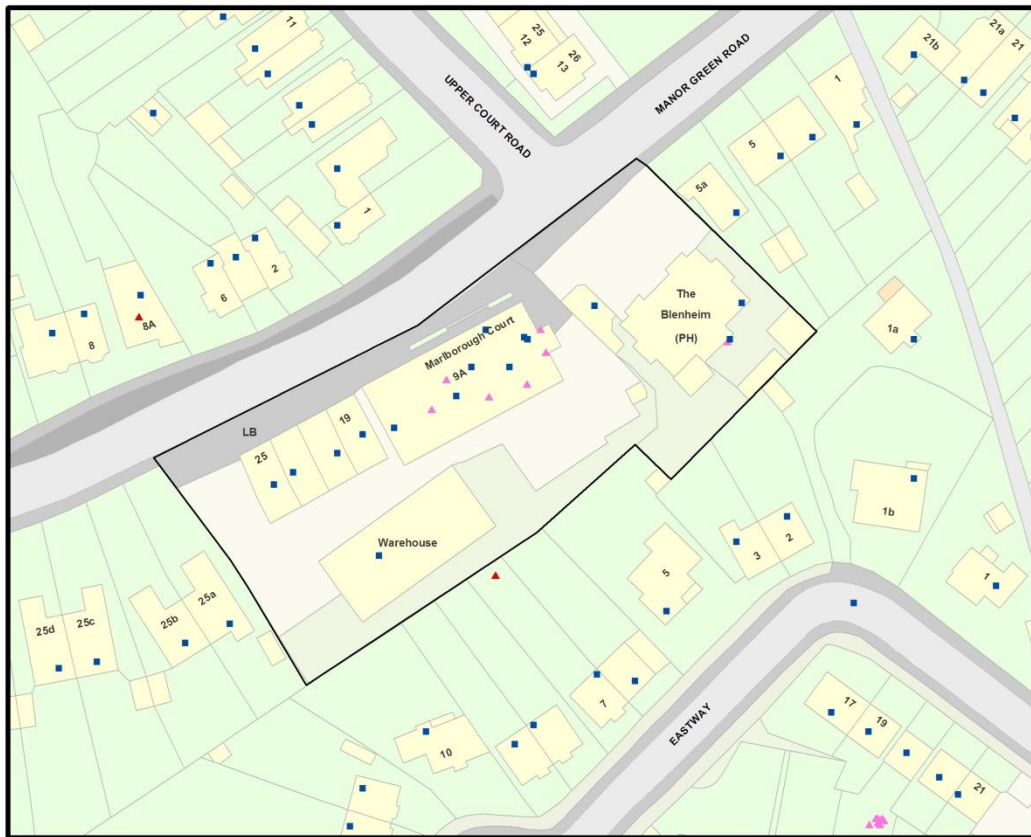 11
25
12
26
13
UPPER COURT ROAD
MANOR GREEN ROAD
21b
21a
21
1
5
5a
1
2
6
8A
8
The
Blenheim
(PH)
1a
Marlborough Court
9A
19
LB
25
Warehouse
1b
3
2
5
1
25d
25c
25b
25a
7
10
EASTWAY
17
19
21